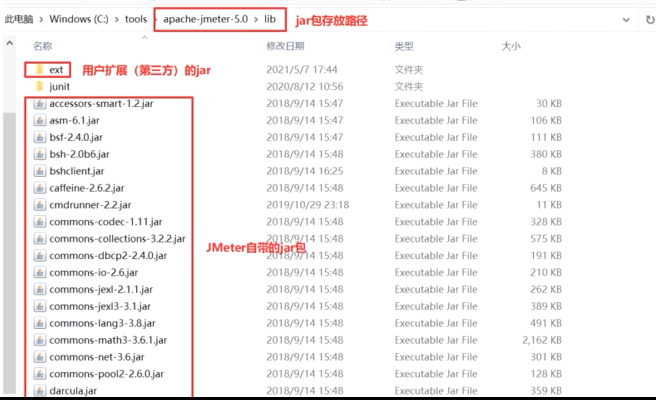 此电脑 > Windows (C:) > tools > apache-jmeter-5.0 > lib
jar包存放路径
名称 修改日期 类型 大小
ext 用户扩展（第三方）的jar 2021/5/7 17:44 文件夹
junit 2020/8/12 10:56 文件夹
accessors-smart-1.2.jar 2018/9/14 15:47 Executable Jar File 30 KB
asm-6.1.jar 2018/9/14 15:47 Executable Jar File 106 KB
bsf-2.4.0.jar 2018/9/14 15:47 Executable Jar File 111 KB
bsh-2.0b6.jar 2018/9/14 15:48 Executable Jar File 380 KB
bshclient.jar 2018/9/14 16:25 Executable Jar File 8 KB
caffeine-2.6.2.jar 2018/9/14 15:48 Executable Jar File 645 KB
cmdrunner-2.2.jar 2019/10/29 23:18 Executable Jar File 11 KB
commons-codec-1.11.jar 2018/9/14 15:47 Executable Jar File 328 KB
commons-collections-3.2.2.jar 2018/9/14 15:47 Executable Jar File 575 KB
JMeter自带的jar包
commons-dbcp2-2.4.0.jar 2018/9/14 15:48 Executable Jar File 191 KB
commons-io-2.6.jar 2018/9/14 15:47 Executable Jar File 210 KB
commons-jexl-2.1.1.jar 2018/9/14 15:48 Executable Jar File 262 KB
commons-jexl3-3.1.jar 2018/9/14 15:48 Executable Jar File 389 KB
commons-lang3-3.8.jar 2018/9/14 15:47 Executable Jar File 491 KB
commons-math3-3.6.1.jar 2018/9/14 15:47 Executable Jar File 2,162 KB
commons-net-3.6.jar 2018/9/14 15:48 Executable Jar File 301 KB
commons-pool2-2.6.0.jar 2018/9/14 15:48 Executable Jar File 128 KB
darcula.jar 2018/9/14 15:48 Executable Jar File 359 KB